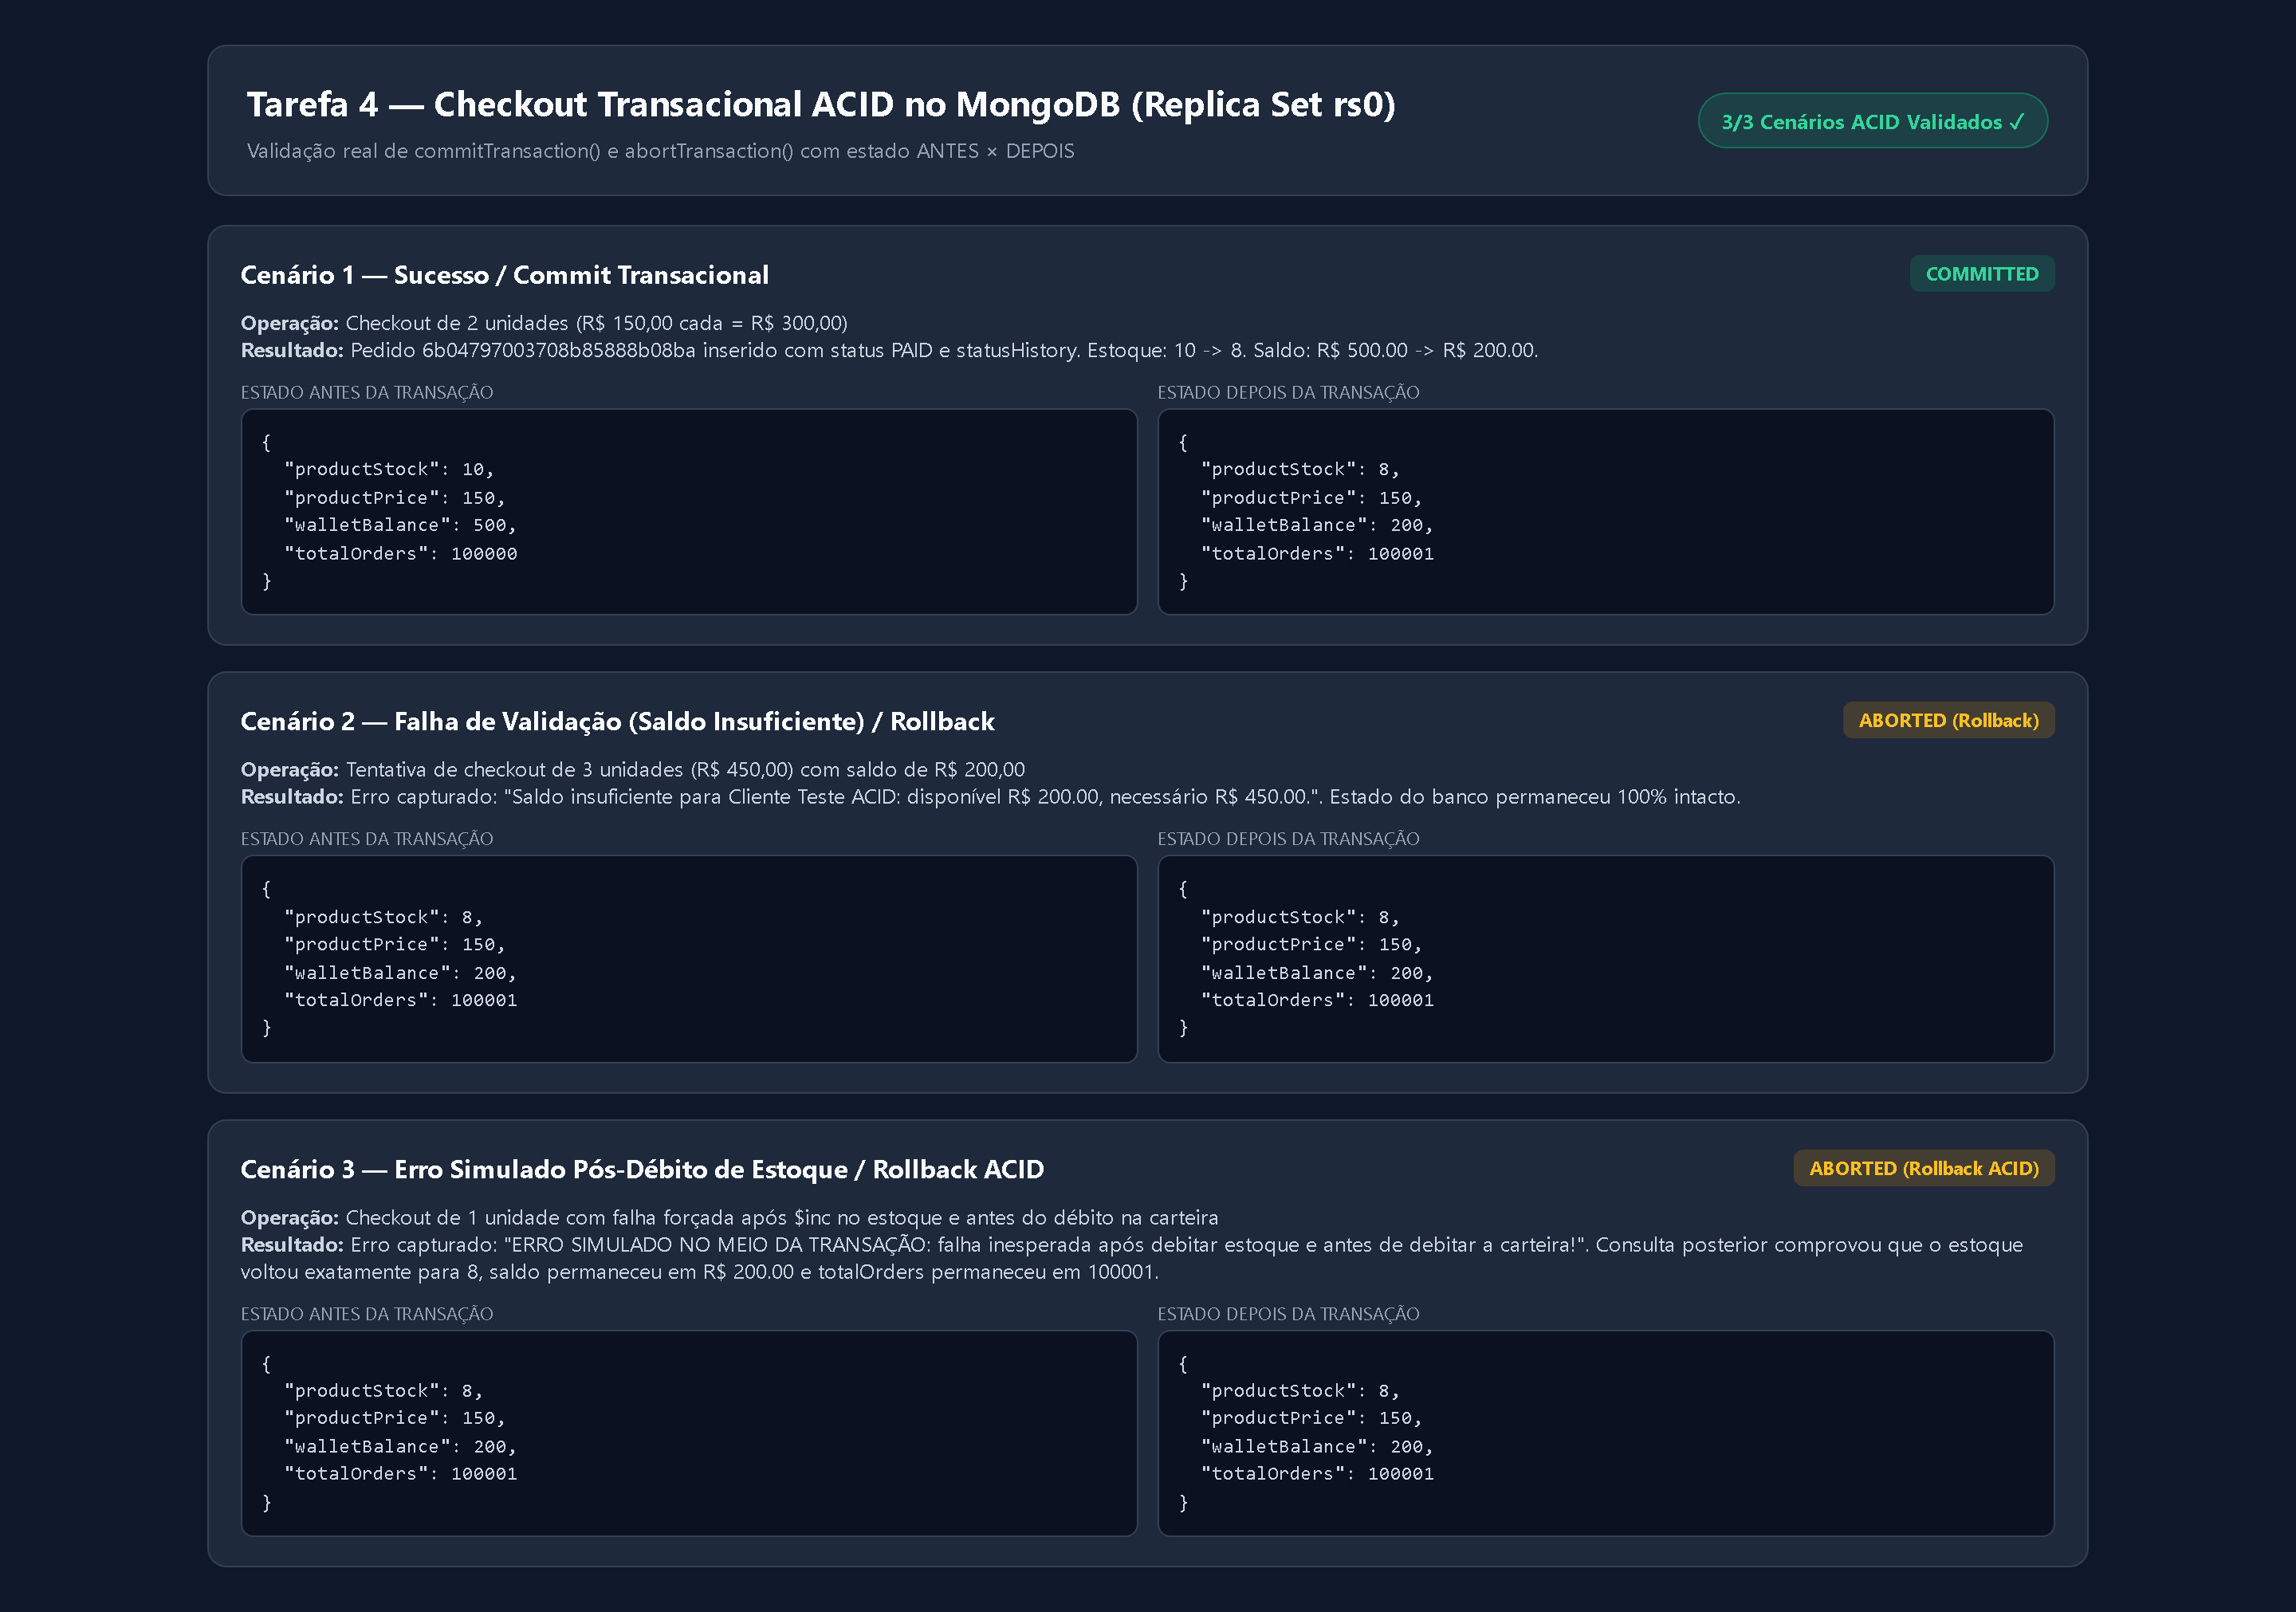 Tarefa 4 — Checkout Transacional ACID no MongoDB (Replica Set rs0)
Validação real de commitTransaction() e abortTransaction() com estado ANTES × DEPOIS
3/3 Cenários ACID Validados ✓
Cenário 1 — Sucesso / Commit Transacional
COMMITTED
Operação: Checkout de 2 unidades (R$ 150,00 cada = R$ 300,00)
Resultado: Pedido 6b04797003708b85888b08ba inserido com status PAID e statusHistory. Estoque: 10 -> 8. Saldo: R$ 500.00 -> R$ 200.00.
ESTADO ANTES DA TRANSAÇÃO
{
  "productStock": 10,
  "productPrice": 150,
  "walletBalance": 500,
  "totalOrders": 100000
}
ESTADO DEPOIS DA TRANSAÇÃO
{
  "productStock": 8,
  "productPrice": 150,
  "walletBalance": 200,
  "totalOrders": 100001
}
Cenário 2 — Falha de Validação (Saldo Insuficiente) / Rollback
ABORTED (Rollback)
Operação: Tentativa de checkout de 3 unidades (R$ 450,00) com saldo de R$ 200,00
Resultado: Erro capturado: "Saldo insuficiente para Cliente Teste ACID: disponível R$ 200.00, necessário R$ 450.00.". Estado do banco permaneceu 100% intacto.
ESTADO ANTES DA TRANSAÇÃO
{
  "productStock": 8,
  "productPrice": 150,
  "walletBalance": 200,
  "totalOrders": 100001
}
ESTADO DEPOIS DA TRANSAÇÃO
{
  "productStock": 8,
  "productPrice": 150,
  "walletBalance": 200,
  "totalOrders": 100001
}
Cenário 3 — Erro Simulado Pós-Débito de Estoque / Rollback ACID
ABORTED (Rollback ACID)
Operação: Checkout de 1 unidade com falha forçada após $inc no estoque e antes do débito na carteira
Resultado: Erro capturado: "ERRO SIMULADO NO MEIO DA TRANSAÇÃO: falha inesperada após debitar estoque e antes de debitar a carteira!". Consulta posterior comprovou que o estoque
voltou exatamente para 8, saldo permaneceu em R$ 200.00 e totalOrders permaneceu em 100001.
ESTADO ANTES DA TRANSAÇÃO
{
  "productStock": 8,
  "productPrice": 150,
  "walletBalance": 200,
  "totalOrders": 100001
}
ESTADO DEPOIS DA TRANSAÇÃO
{
  "productStock": 8,
  "productPrice": 150,
  "walletBalance": 200,
  "totalOrders": 100001
}